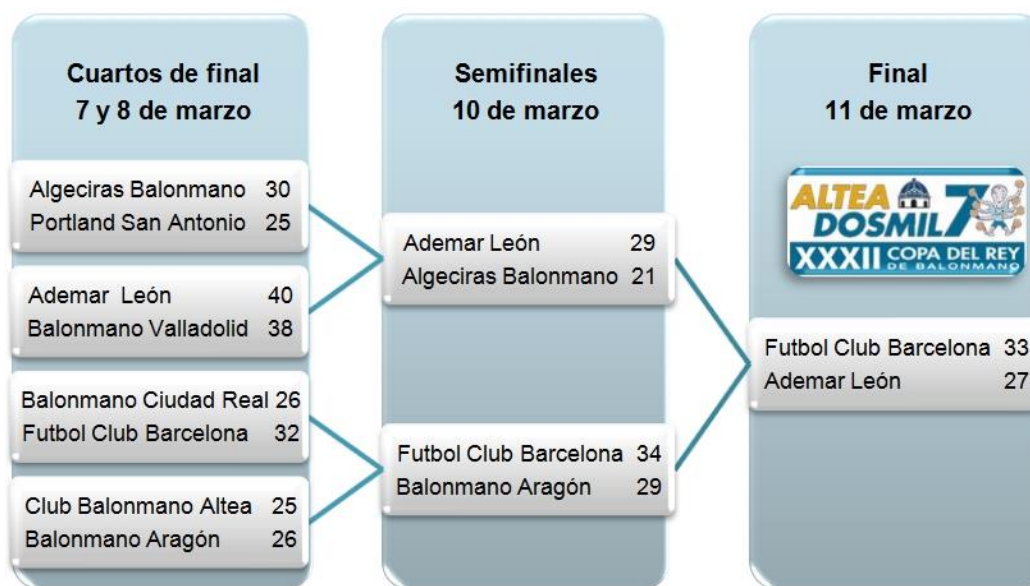 Cuartos de final
7 y 8 de marzo
Algeciras Balonmano 30
Portland San Antonio 25
Ademar León 40
Balonmano Valladolid 38
Balonmano Ciudad Real 26
Futbol Club Barcelona 32
Club Balonmano Altea 25
Balonmano Aragón 26
Semifinales
10 de marzo
Ademar León 29
Algeciras Balonmano 21
Futbol Club Barcelona 34
Balonmano Aragón 29
Final
11 de marzo
ALTEA
DOSMIL7
XXXII COPA DEL REY
DE BALONMANO
Futbol Club Barcelona 33
Ademar León 27